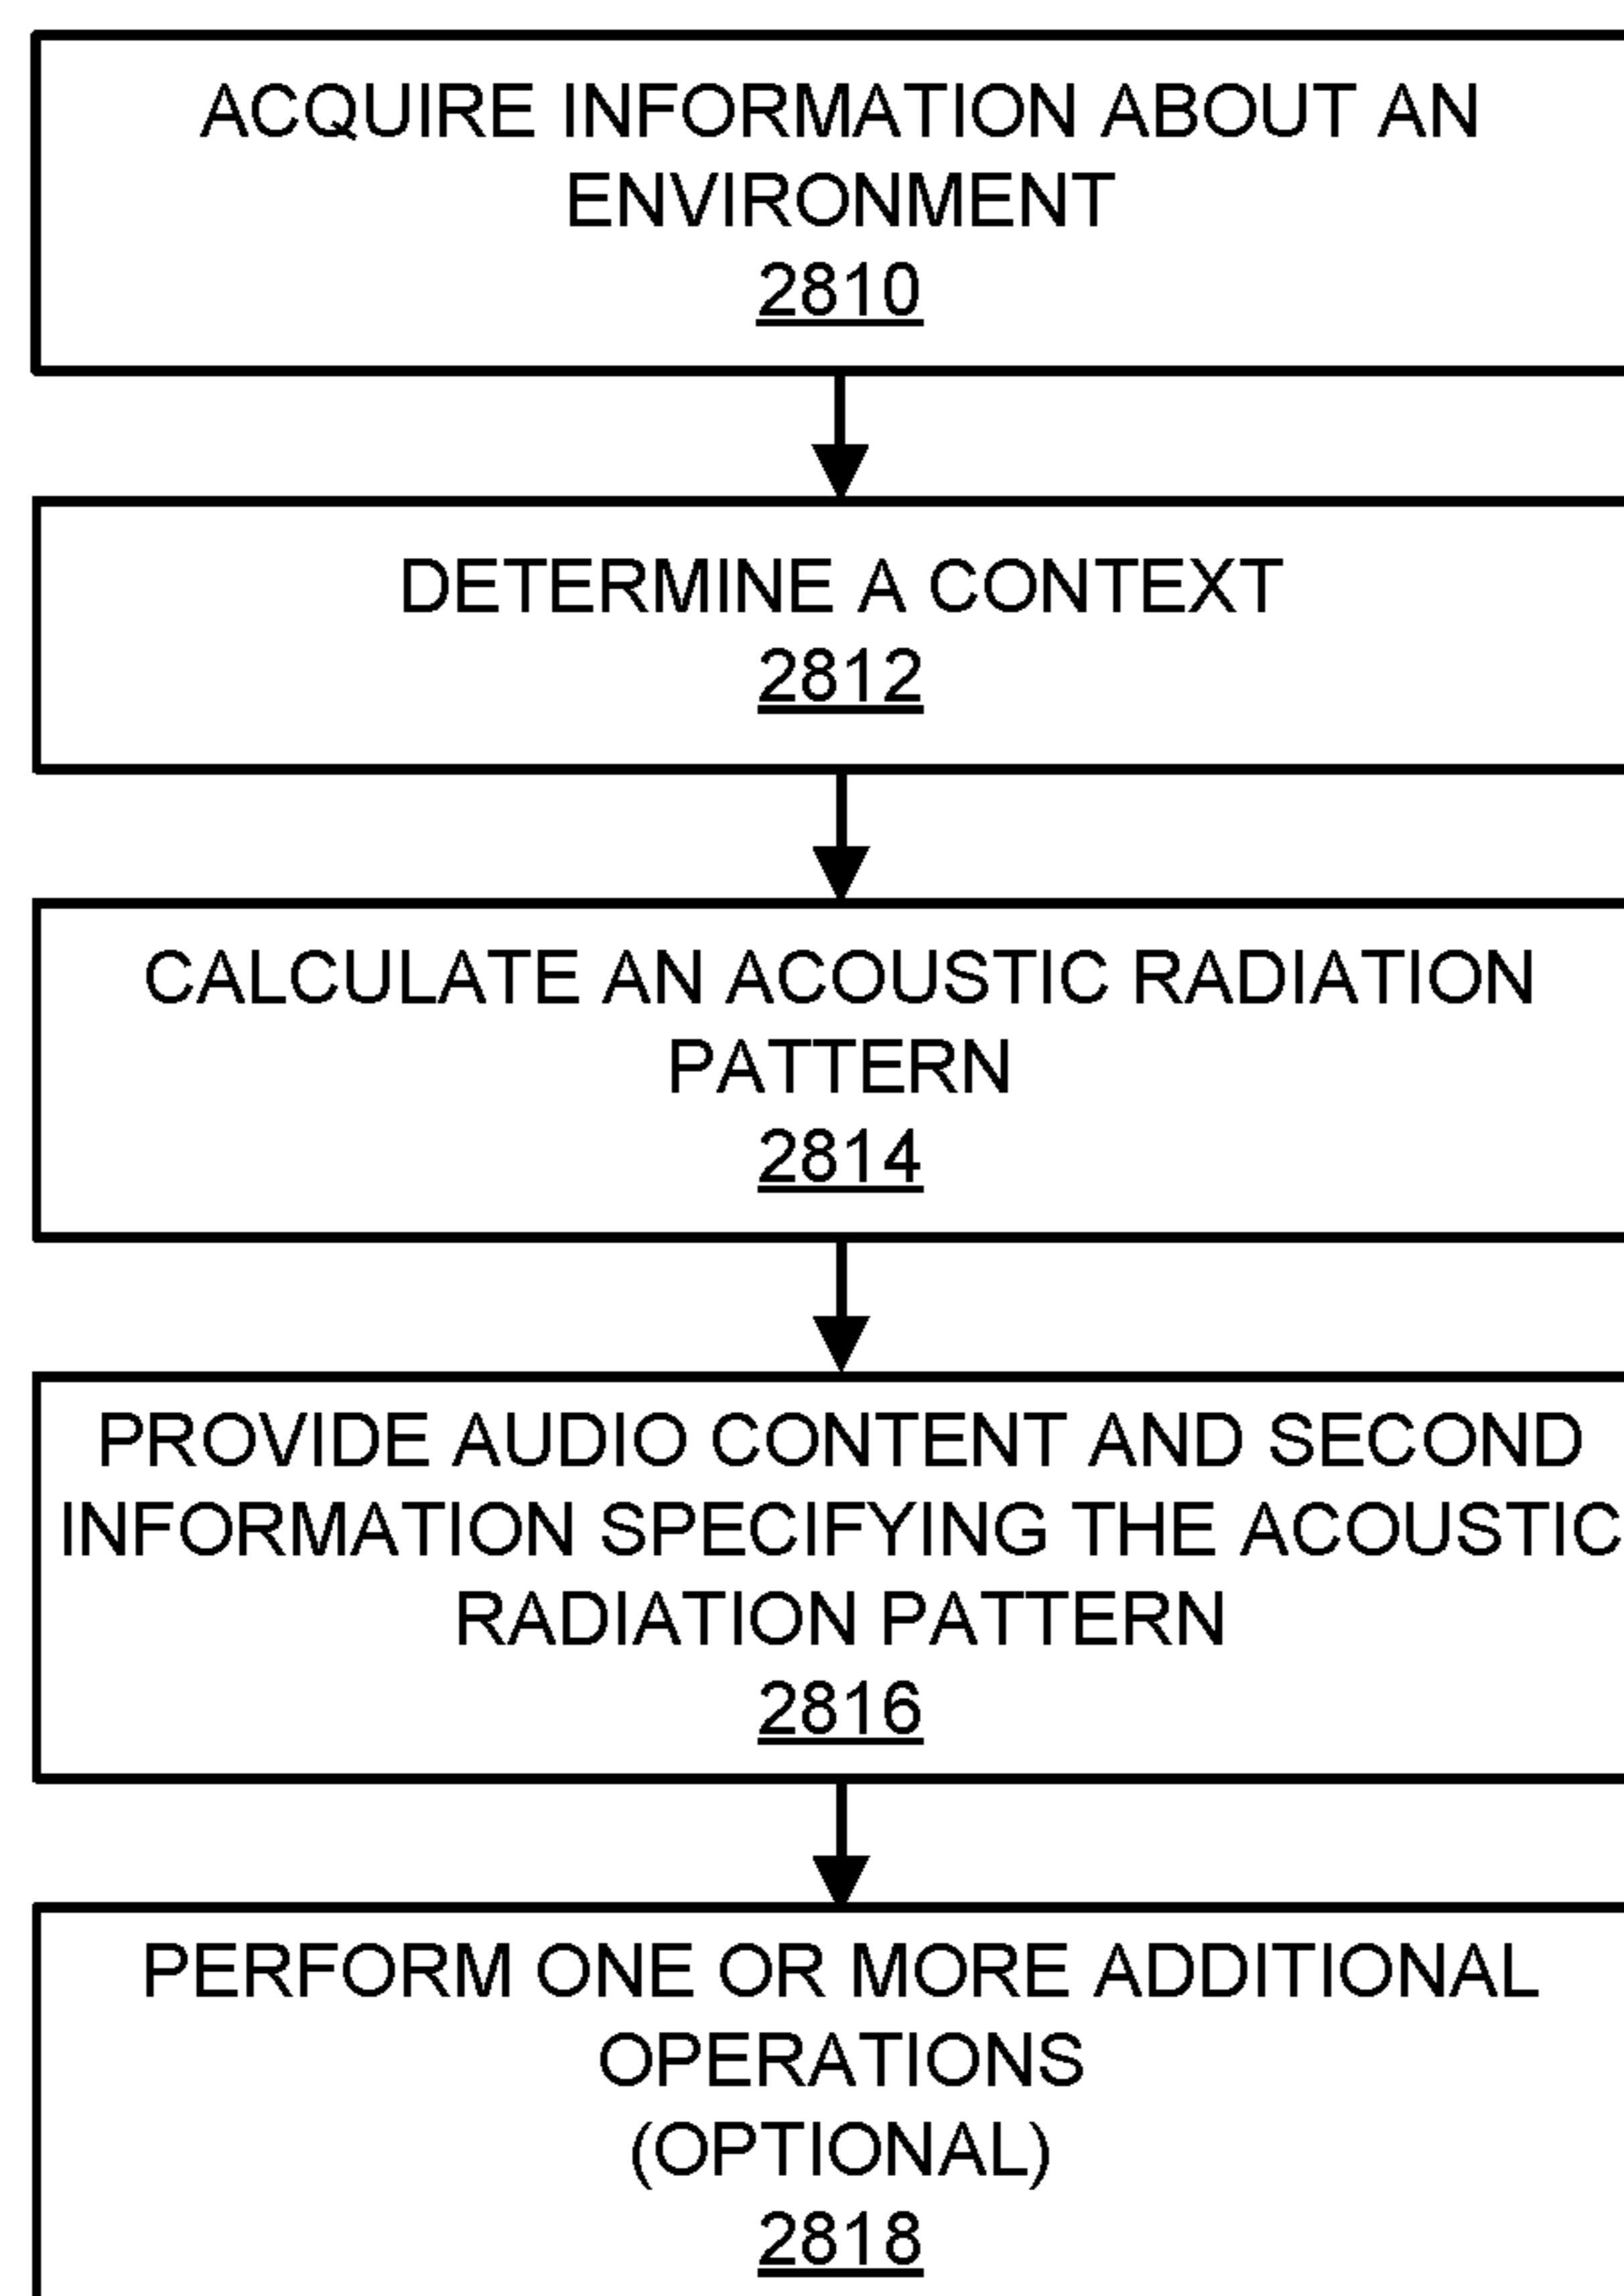 ACQUIRE INFORMATION ABOUT AN
ENVIRONMENT
2810
DETERMINE A CONTEXT
2812
CALCULATE AN ACOUSTIC RADIATION
PATTERN
2814
PROVIDE AUDIO CONTENT AND SECOND
INFORMATION SPECIFYING THE ACOUSTIC
RADIATION PATTERN
2816
PERFORM ONE OR MORE ADDITIONAL
OPERATIONS
(OPTIONAL)
2818